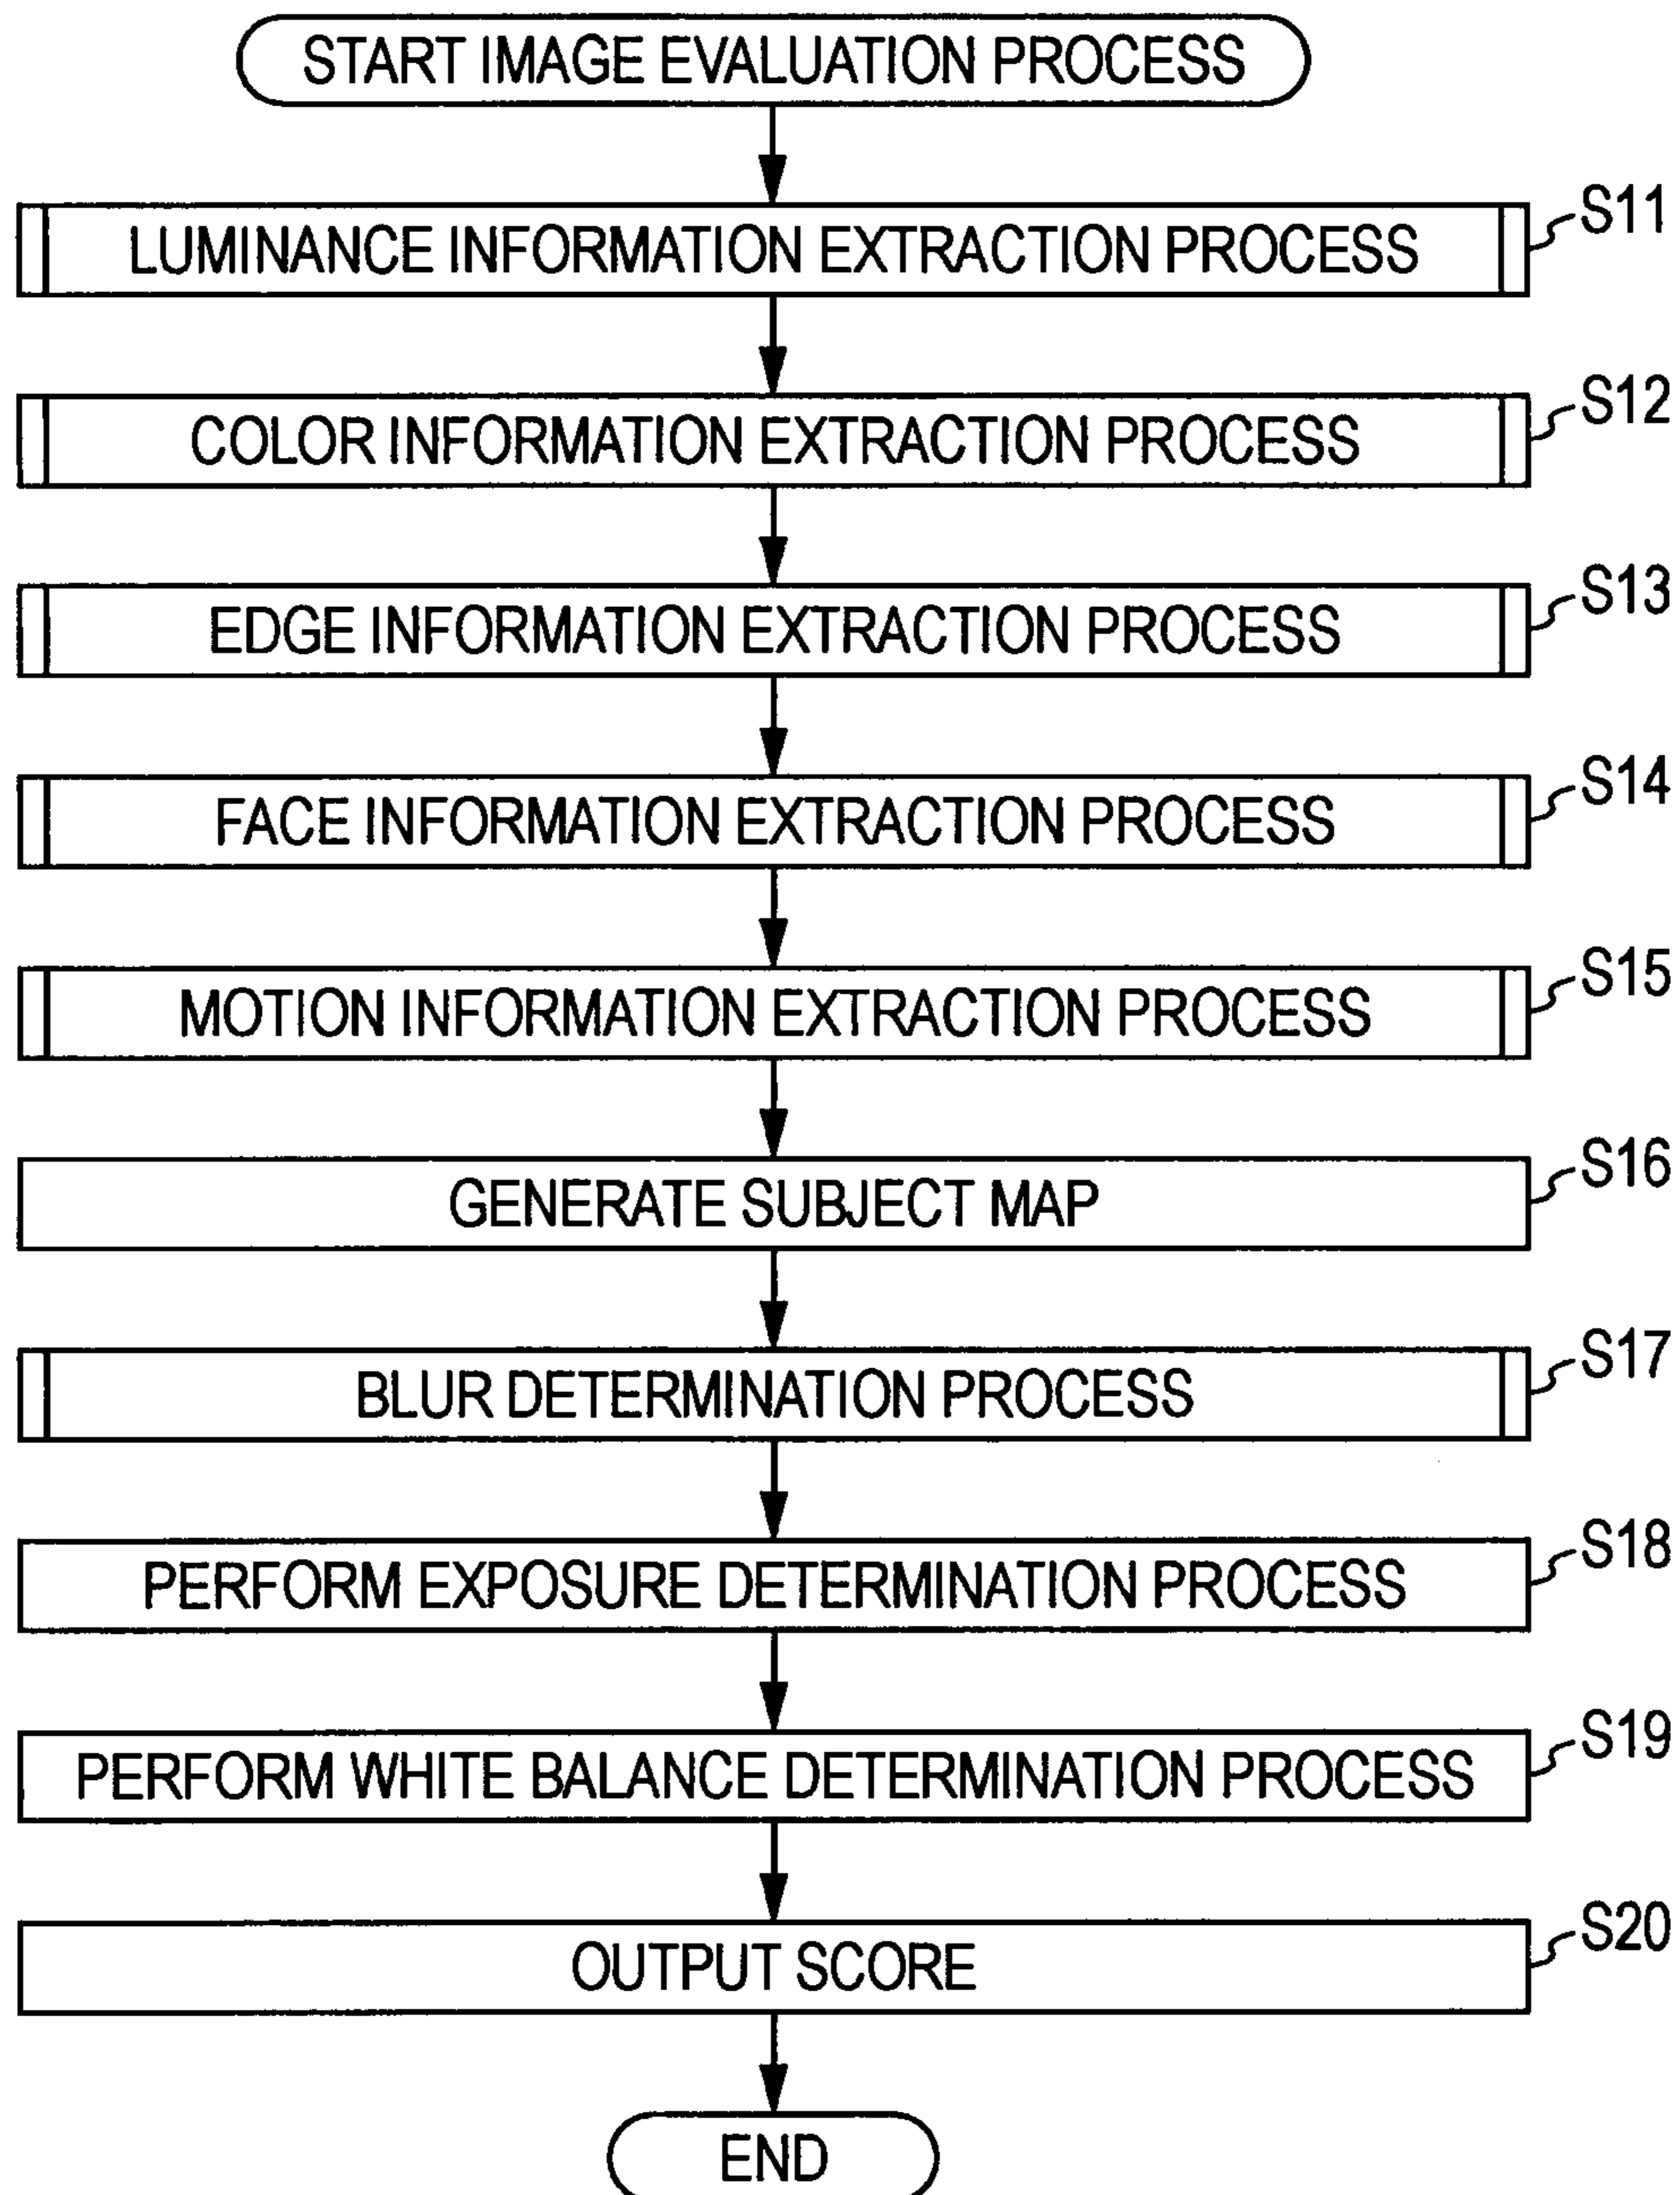 START IMAGE EVALUATION PROCESS
LUMINANCE INFORMATION EXTRACTION PROCESS
S11
COLOR INFORMATION EXTRACTION PROCESS
S12
EDGE INFORMATION EXTRACTION PROCESS
S13
FACE INFORMATION EXTRACTION PROCESS
S14
MOTION INFORMATION EXTRACTION PROCESS
S15
GENERATE SUBJECT MAP
S16
BLUR DETERMINATION PROCESS
S17
PERFORM EXPOSURE DETERMINATION PROCESS
S18
PERFORM WHITE BALANCE DETERMINATION PROCESS
S19
OUTPUT SCORE
S20
END